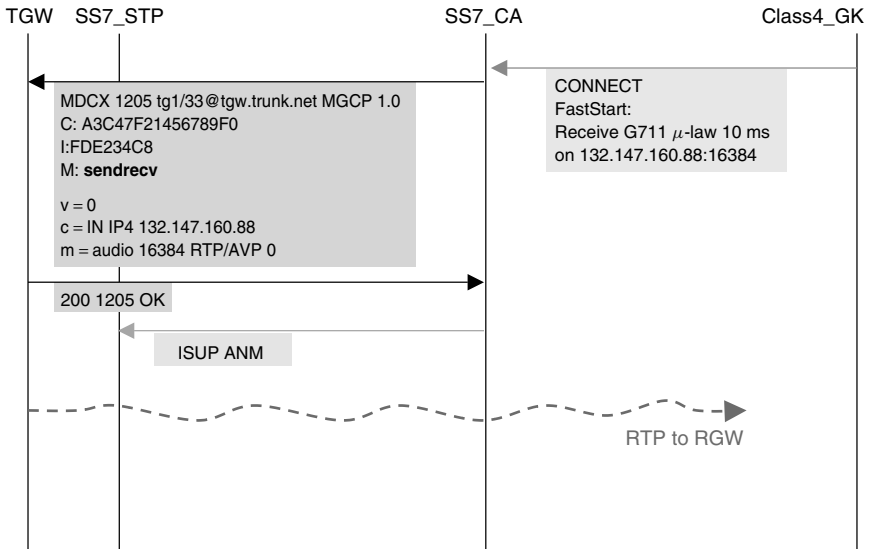 TGW SS7_STP SS7_CA Class4_GK
CONNECT
FastStart:
Receive G711 μ-law 10 ms
on 132.147.160.88:16384
MDCX 1205 tg1/33@tgw.trunk.net MGCP 1.0
C: A3C47F21456789F0
I:FDE234C8
M: sendrecv
v = 0
c = IN IP4 132.147.160.88
m = audio 16384 RTP/AVP 0
200 1205 OK
ISUP ANM
RTP to RGW